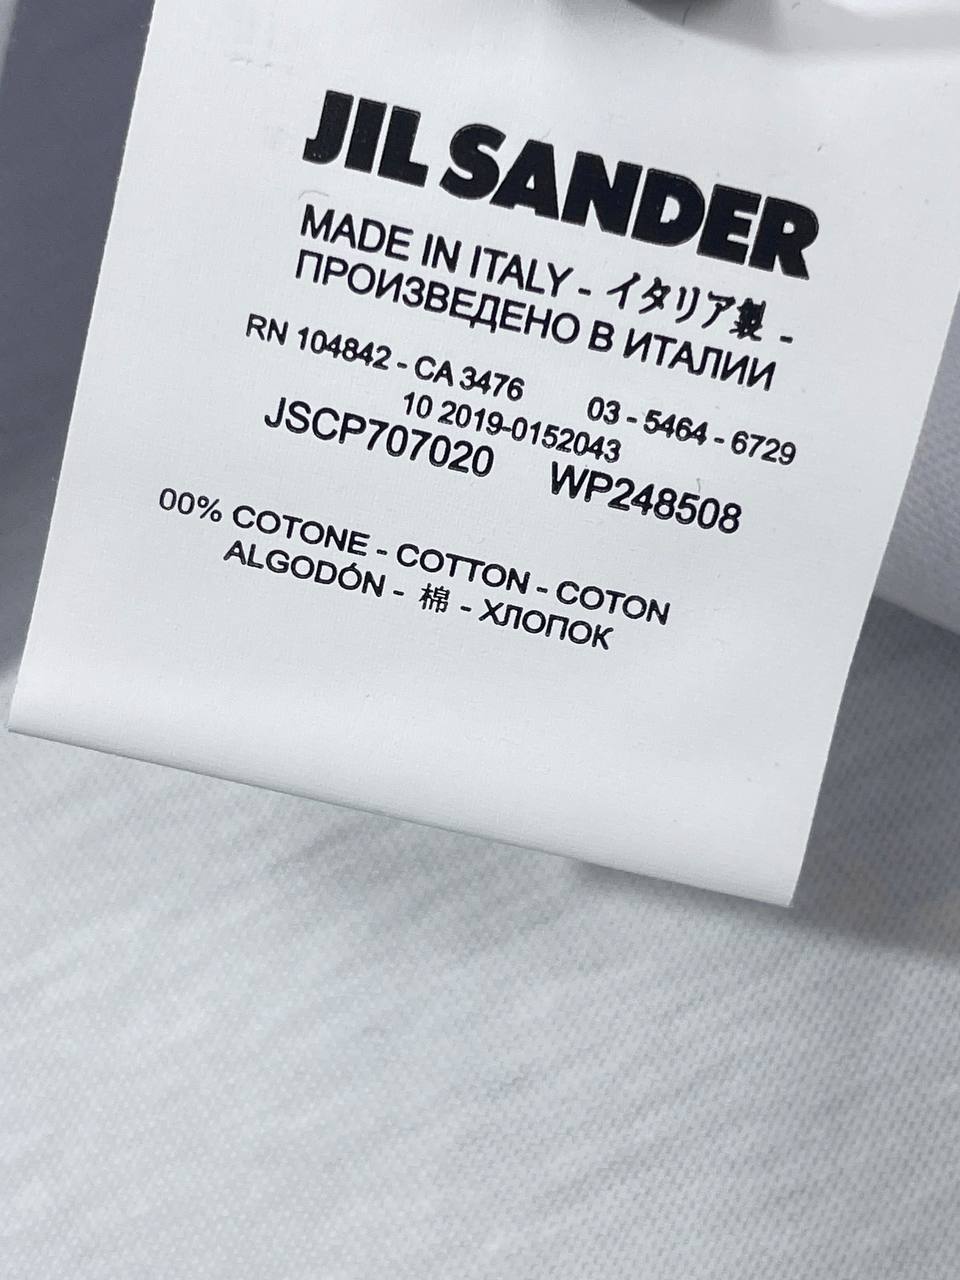 JIL SANDER
MADE IN ITALY - イタリア製 -
ПРОИЗВЕДЕНО В ИТАЛИИ
RN 104842 - CA 3476 03 - 5464 - 6729
10 2019-0152043
JSCP707020 WP248508
00% COTONE - COTTON - COTON
ALGODÓN - 棉 - ХЛОПОК